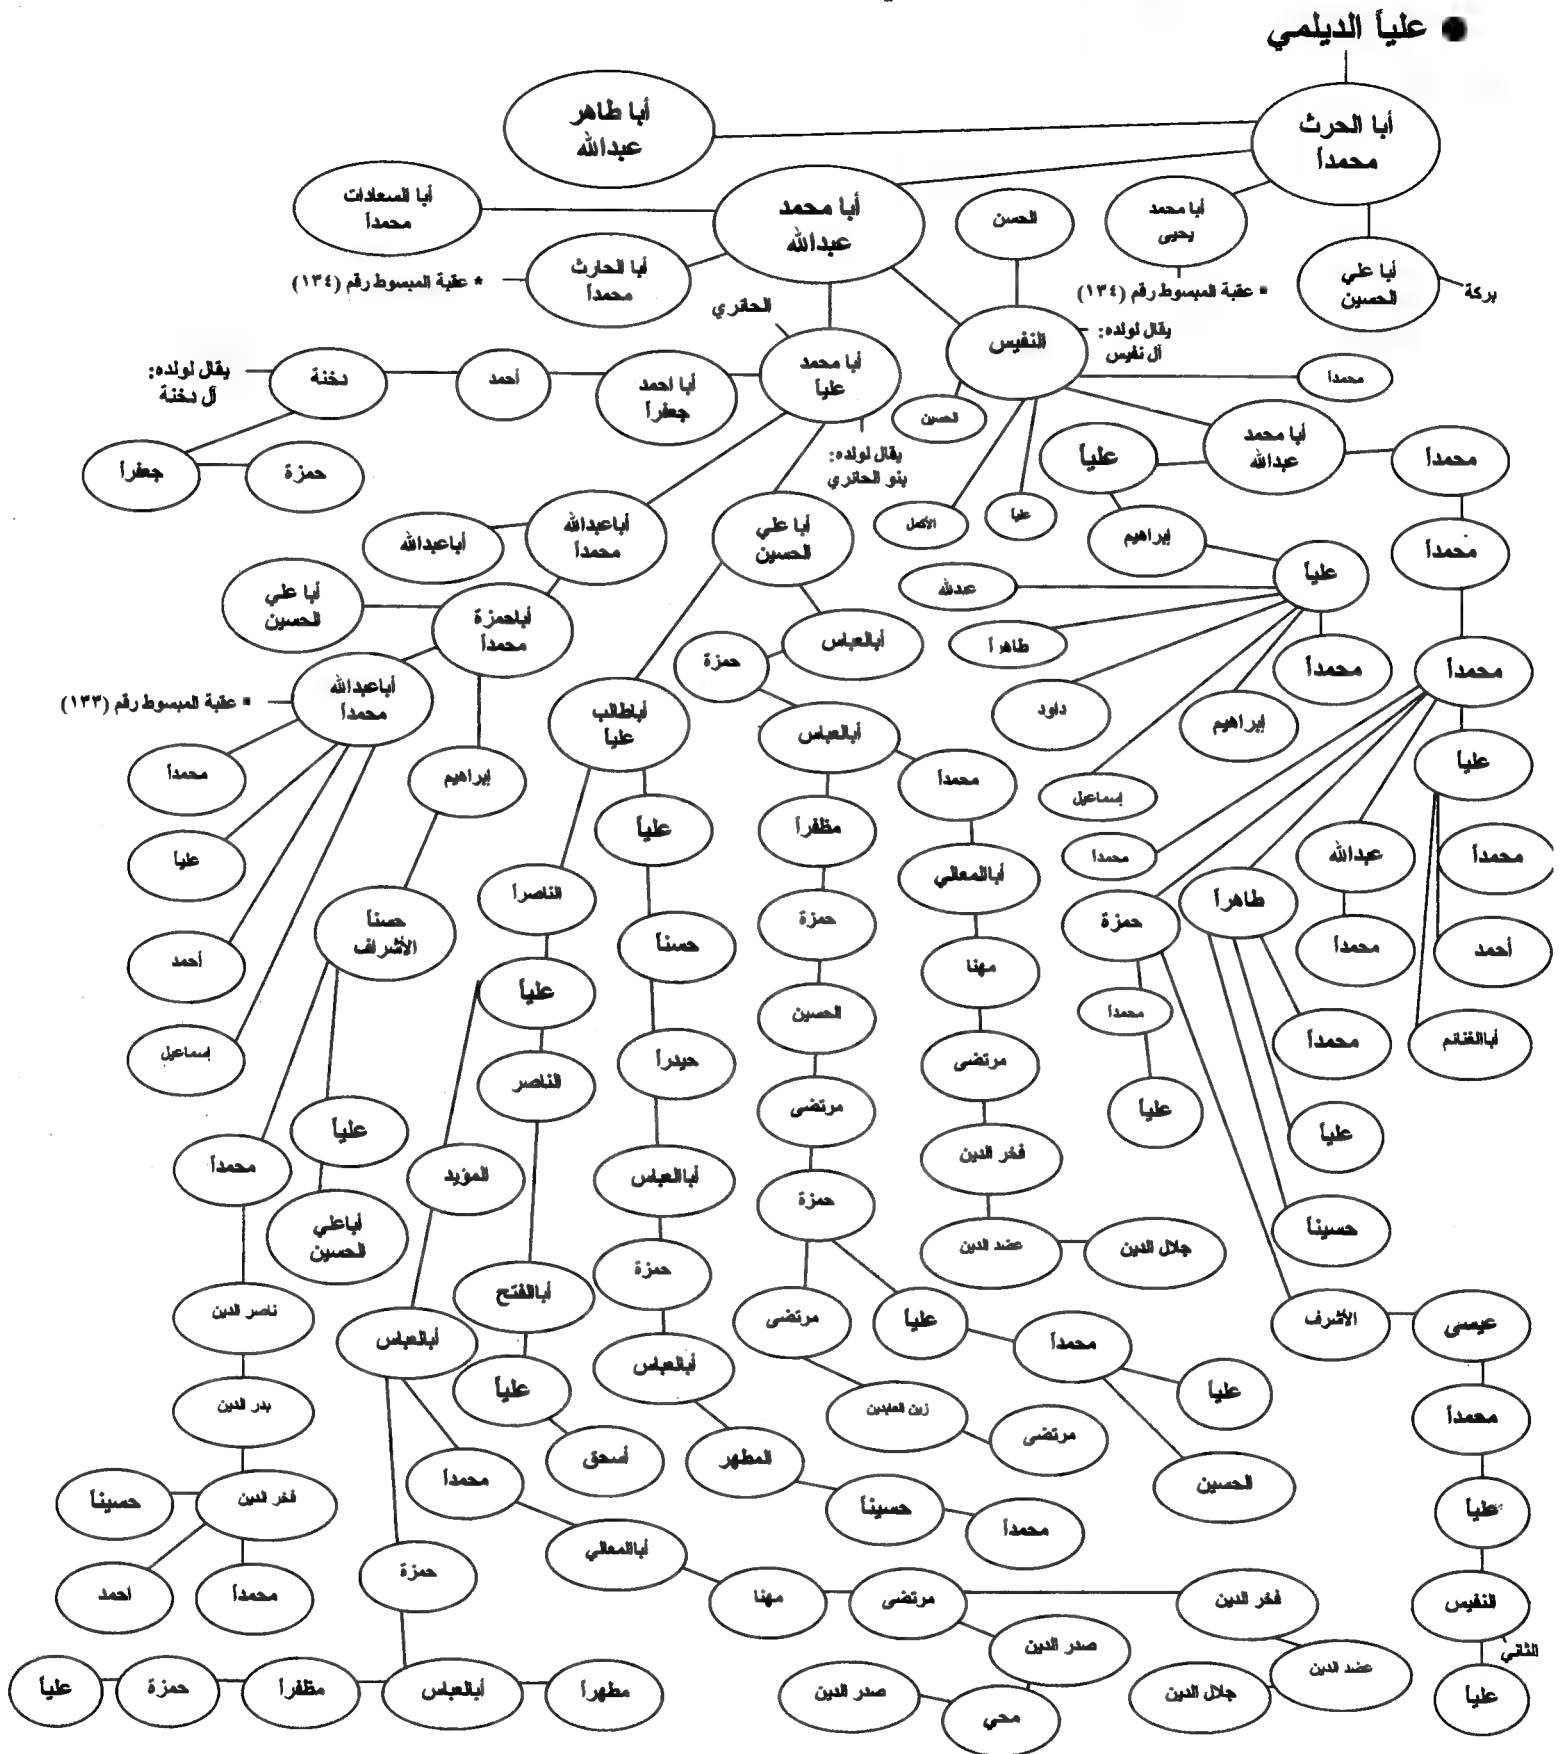 علياً الديلمي
أبا الحرث
محمداً
أبا طاهر
عبدالله
أبا السعادات
محمداً
أبا محمد
عبدالله
الحسن
أبا محمد
يحيى
أبا علي
الحسين
بركة
* عقبة المبسوط رقم (١٣٤)
أبا الحارث
محمداً
* عقبة المبسوط رقم (١٣٤)
الحائري
النفيس
يقال لولده:
آل نفيس
محمداً
يقال لولده:
آل دخنة
دخنة
أحمد
أبا احمد
جعفراً
أبا محمد
علياً
الحسين
يقال لولده:
بنو الحائري
أبا محمد
عبدالله
محمداً
علياً
جعفراً
حمزة
أباعبدالله
أباعبدالله
محمداً
أبا علي
الحسين
الأكمل
علياً
إبراهيم
محمداً
علياً
أبا علي
الحسين
أباحمزة
محمداً
أبالعباس
عبدلله
طاهراً
محمداً
محمداً
حمزة
* عقبة المبسوط رقم (١٣٣)
أباعبدالله
محمداً
أباطالب
علياً
داود
إبراهيم
أبالعباس
علياً
محمداً
إبراهيم
محمداً
إسماعيل
علياً
مظفراً
محمداً
عبدالله
محمداً
علياً
الناصراً
أبالمعالي
طاهراً
حسناً
الأشراف
حسناً
حمزة
حمزة
محمداً
أحمد
أحمد
علياً
مهنا
إسماعيل
الحسين
محمداً
محمداً
أباالغنائم
حيدراً
مرتضى
الناصر
علياً
مرتضى
علياً
علياً
محمداً
المؤيد
أباالعباس
فخر الدين
حمزة
حسيناً
أباعلي
الحسين
عضد الدين
جلال الدين
حمزة
ناصر الدين
أبالعباس
أباالفتح
مرتضى
علياً
محمداً
الأشرف
عيسى
أبالعباس
علياً
علياً
بدر الدين
زين العابدين
مرتضى
محمداً
المطهر
أسحق
محمداً
الحسين
حسيناً
فخر الدين
حسيناً
محمداً
علياً
أبالمعالي
حمزة
احمد
محمداً
مهنا
مرتضى
فخر الدين
النفيس
الثاني
صدر الدين
عضد الدين
علياً
حمزة
مظفراً
أبالعباس
مطهراً
صدر الدين
محي
جلال الدين
علياً